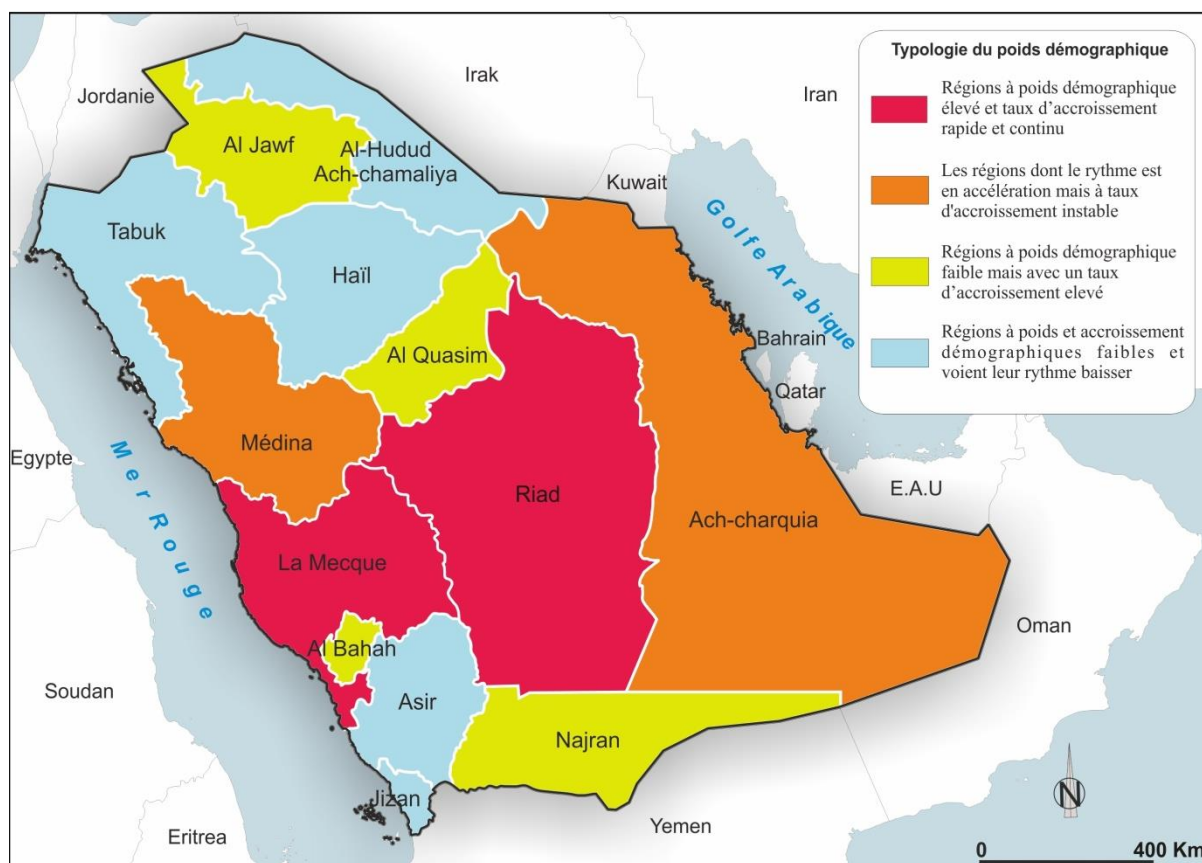 Typologie du poids démographique
Régions à poids démographique
élevé et taux d'accroissement
rapide et continu
Les régions dont le rythme est
en accélération mais à taux
d'accroissement instable
Régions à poids démographique
faible mais avec un taux
d'accroissement elevé
Régions à poids et accroissement
démographiques faibles et
voient leur rythme baisser
Jordanie
Irak
Iran
Al Jawf
Al-Hudud
Ach-chamaliya
Kuwait
Tabuk
Haïl
Golfe Arabique
Al Quasim
Bahrain
Qatar
Médina
Egypte
Mer Rouge
Riad
E.A.U
Ach-charquia
La Mecque
Al Bahah
Oman
Soudan
Asir
Najran
Jizan
Yemen
Eritrea
N
0 400 Km